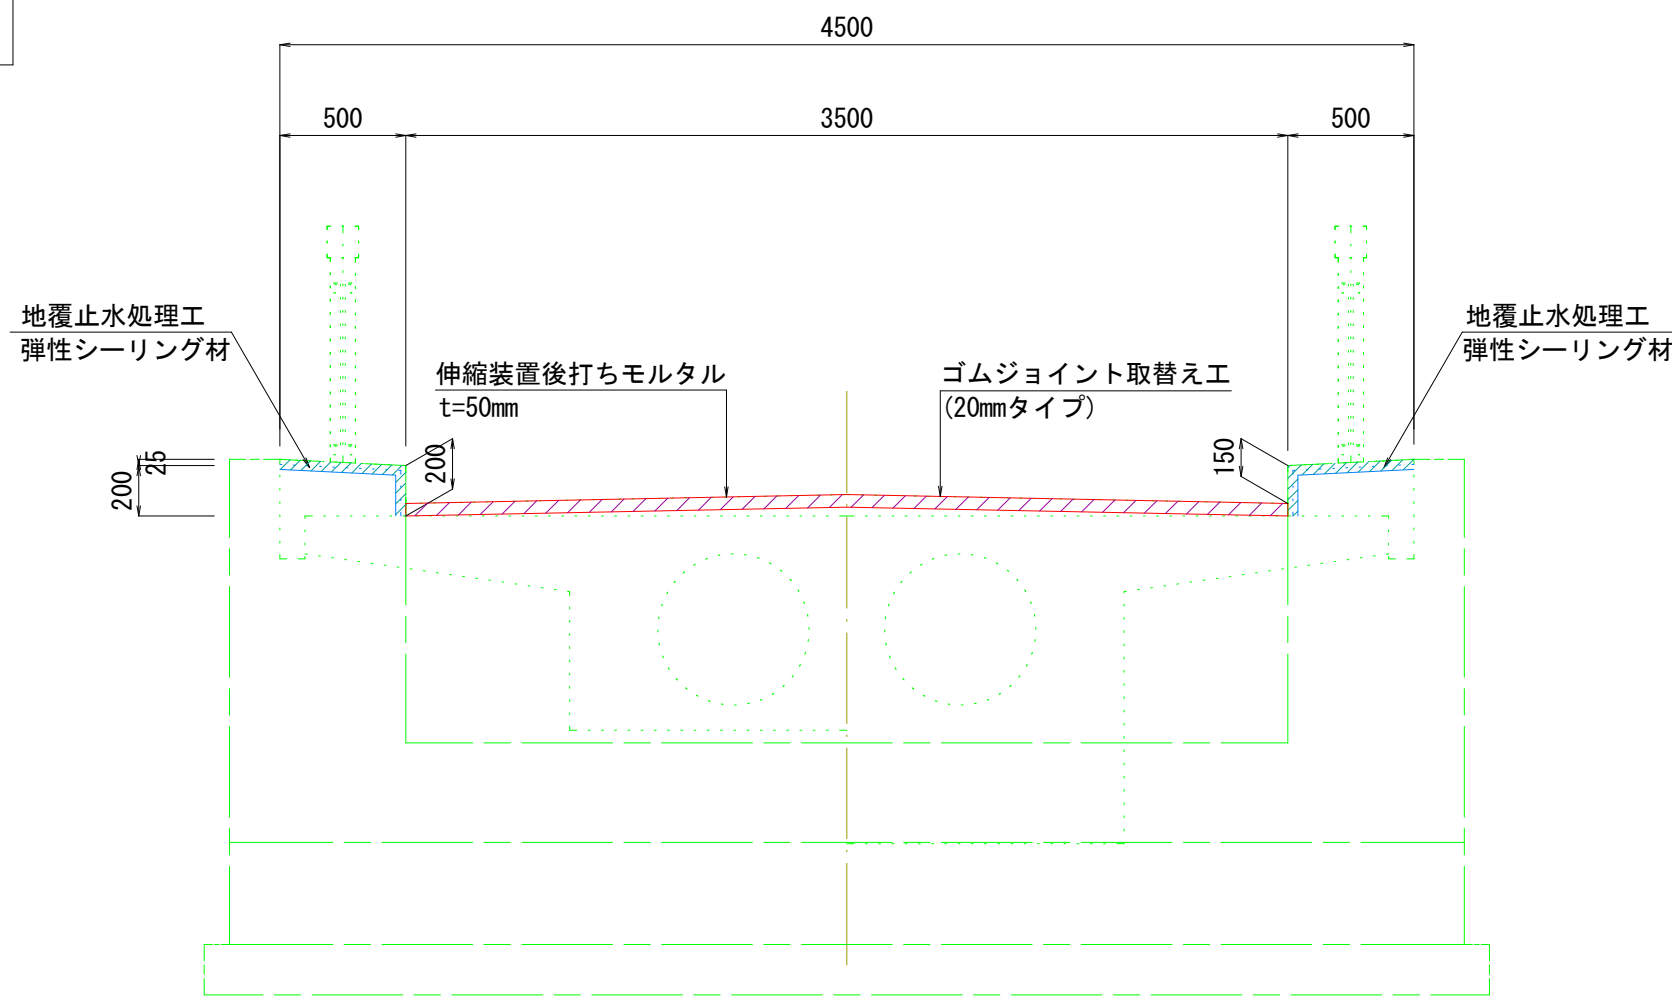 4500
500
3500
500
地覆止水処理工
弾性シーリング材
伸縮装置後打ちモルタル
t=50mm
ゴムジョイント取替え工
(20mmタイプ)
地覆止水処理工
弾性シーリング材
25
200
200
150